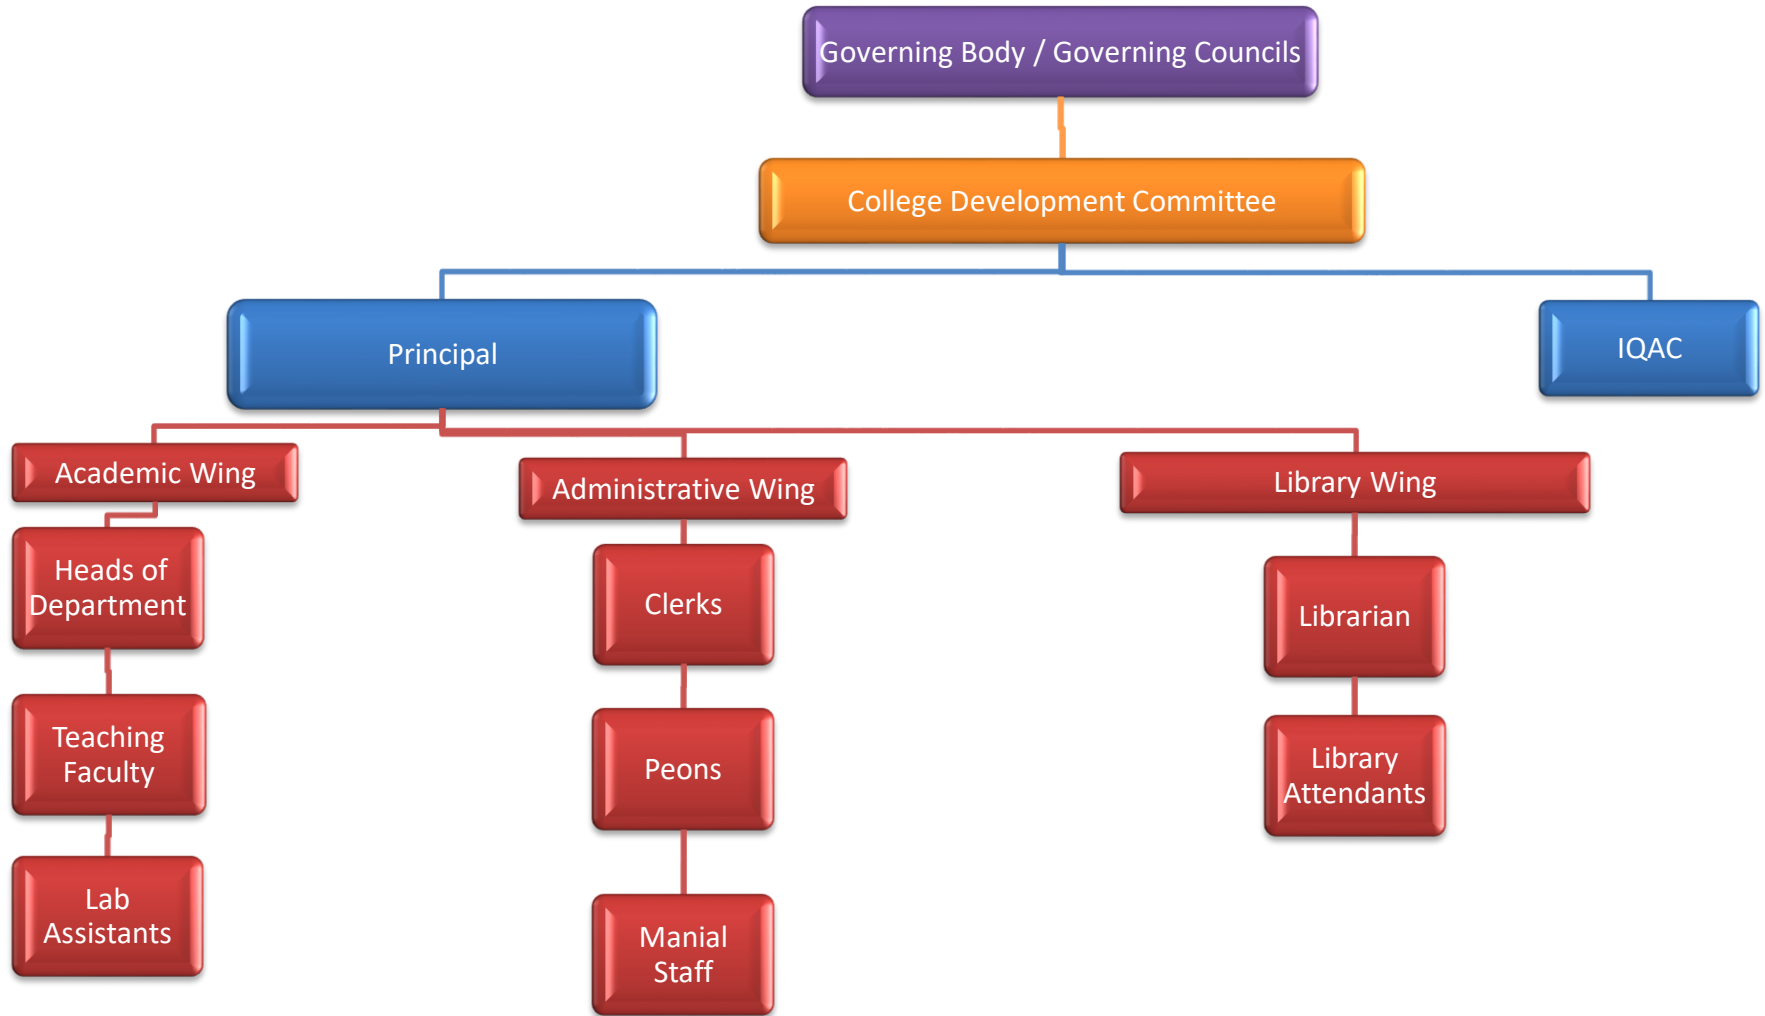 Governing Body / Governing Councils
College Development Committee
Principal
IQAC
Academic Wing
Administrative Wing
Library Wing
Heads of
Department
Clerks
Librarian
Teaching
Faculty
Peons
Library
Attendants
Lab
Assistants
Manial
Staff